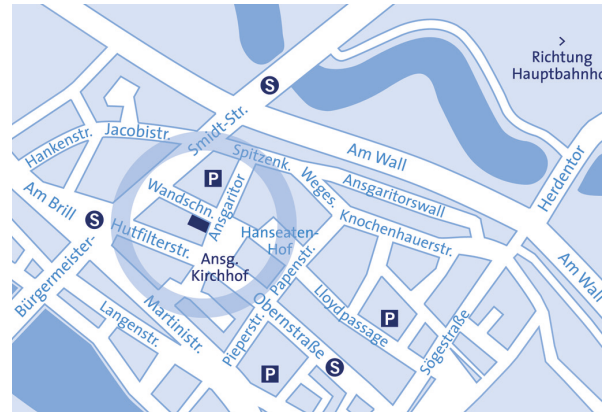 >
Richtung
Hauptbahnho
S
Smidt-Str.
Jacobistr.
Hankenstr.
Am Wall
Spitzenk.
Herdentor
P
Weges.
Ansgaritorswall
Wandschn.
Ansgaritor
Am Brill
S
Hutfilterstr.
Hanseaten-
Hof
Knochenhauerstr.
Ansg.
Kirchhof
Am Wall
Bürgermeister-
Papenstr.
Martinistr.
Obernstraße
Lloydpassage
Langenstr.
Pieperstr.
P
Sögestraße
S
P